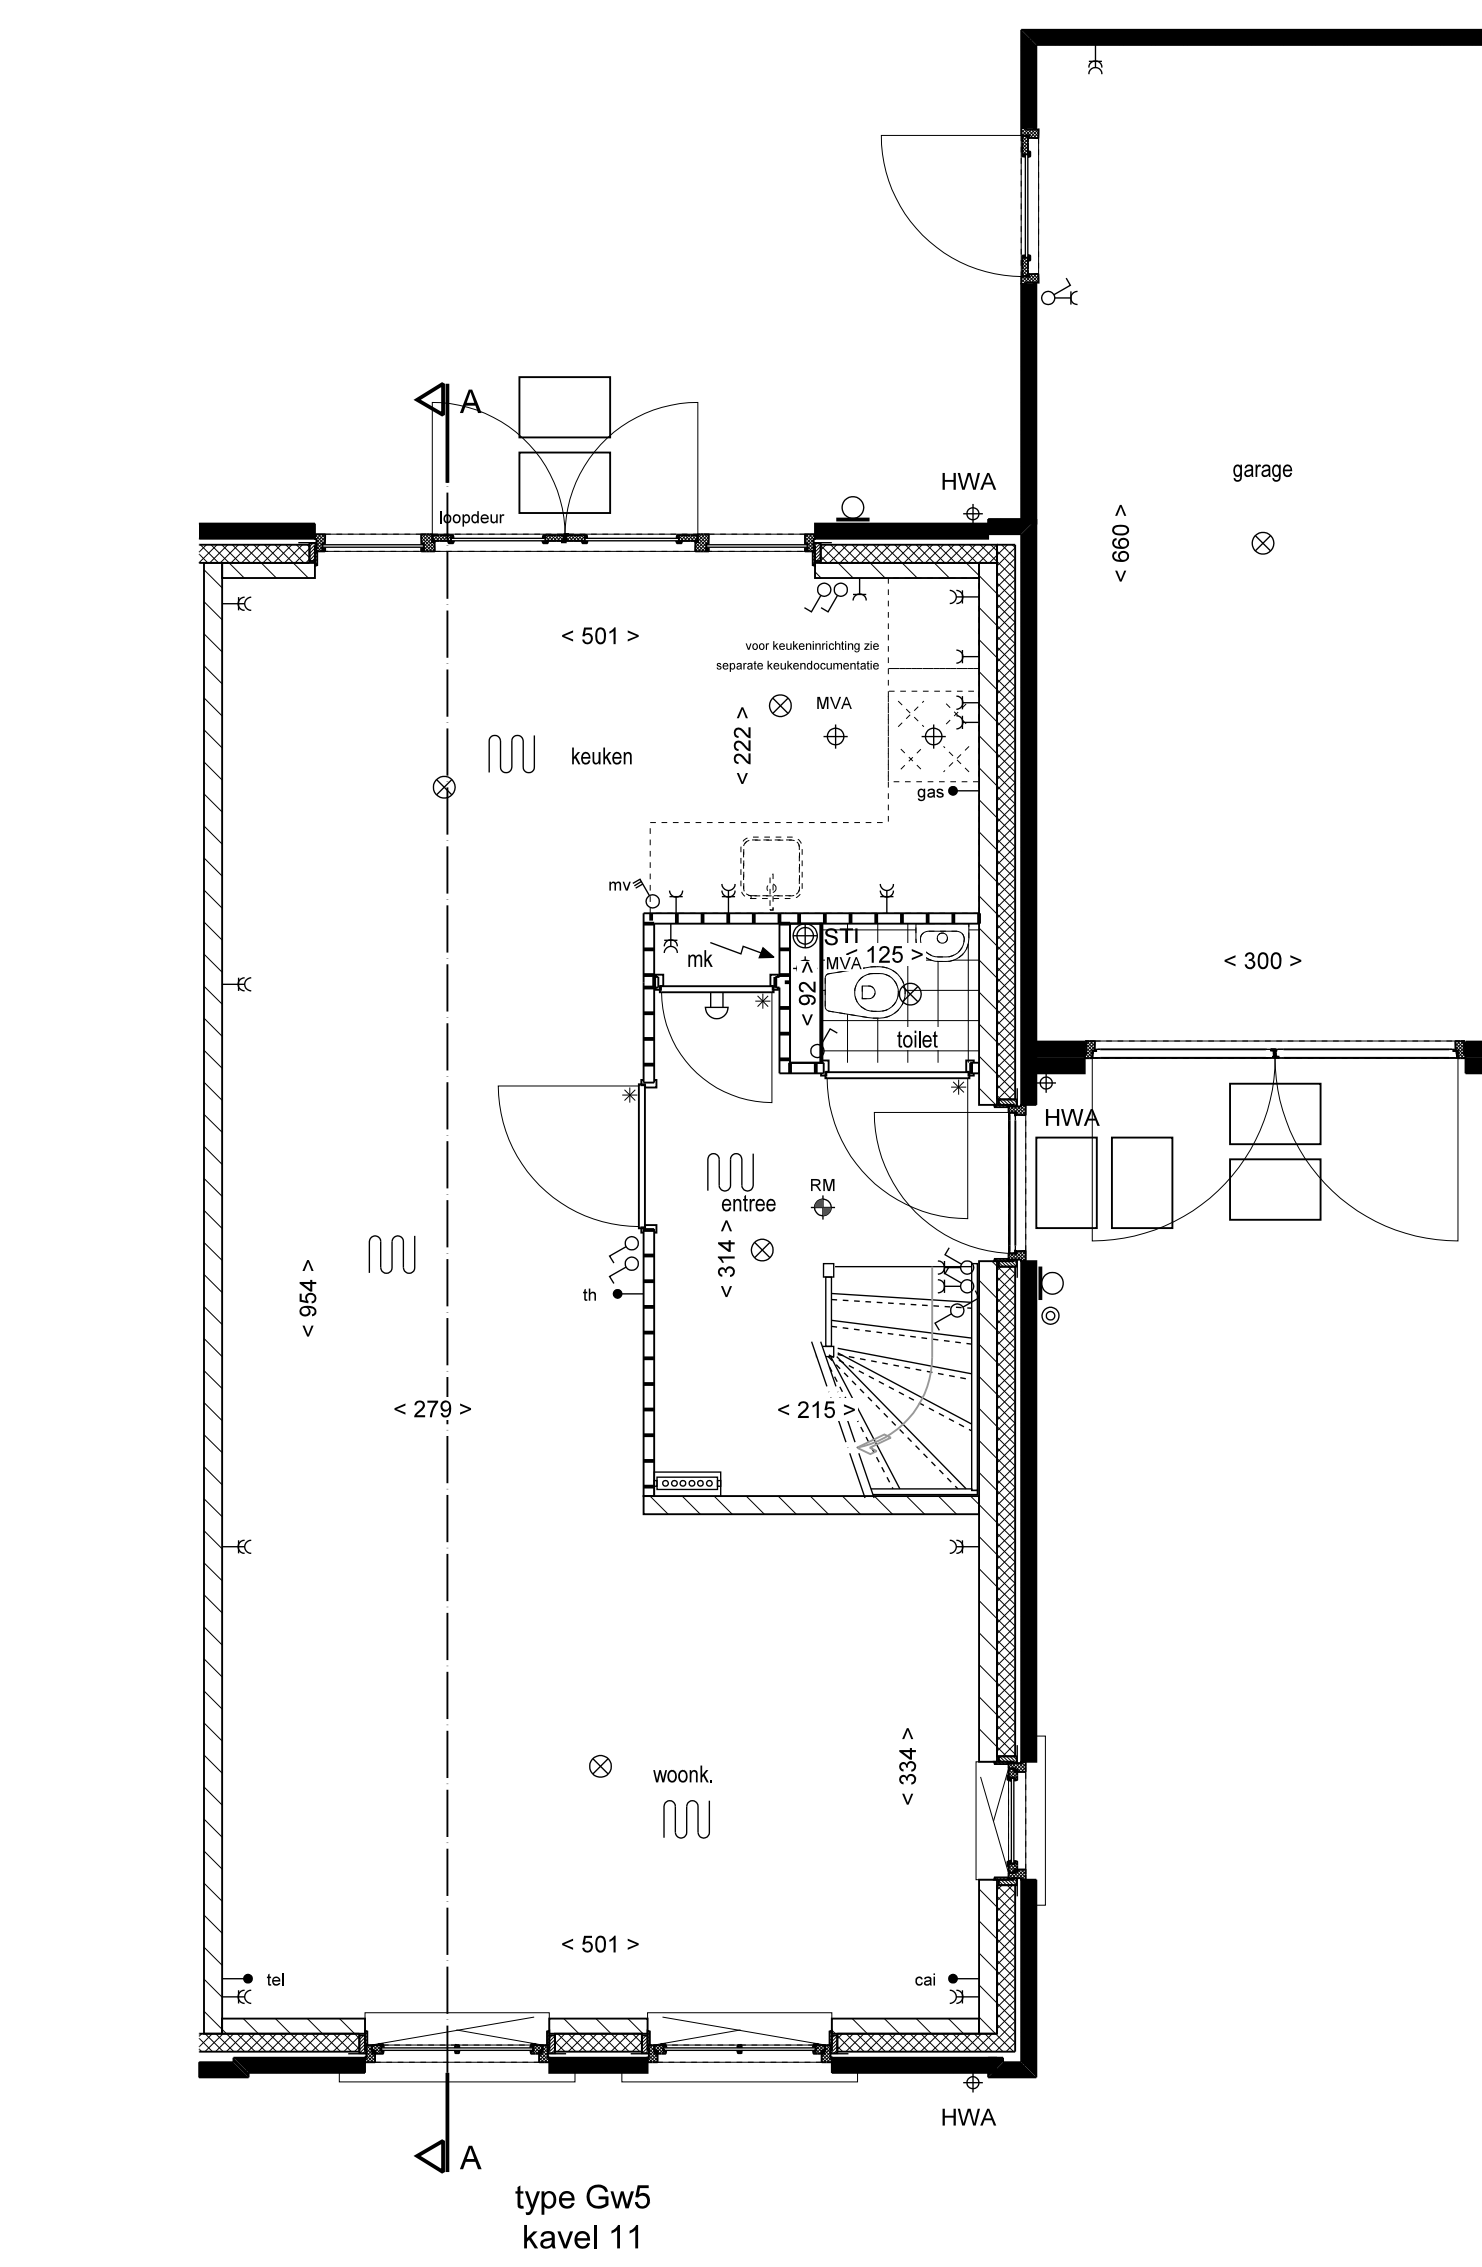 A
HWA
loopdeur
garage
< 660 >
< 501 >
voor keukeninrichting zie
separate keukendocumentatie
MVA
< 222 >
keuken
gas
mv
STI
mk
MVA
< 125 >
< 92 >
< 300 >
toilet
HWA
RM
entree
< 314 >
th
< 954 >
< 279 >
< 215 >
woonk.
< 334 >
< 501 >
tel
cai
HWA
A
type Gw5
kavel 11